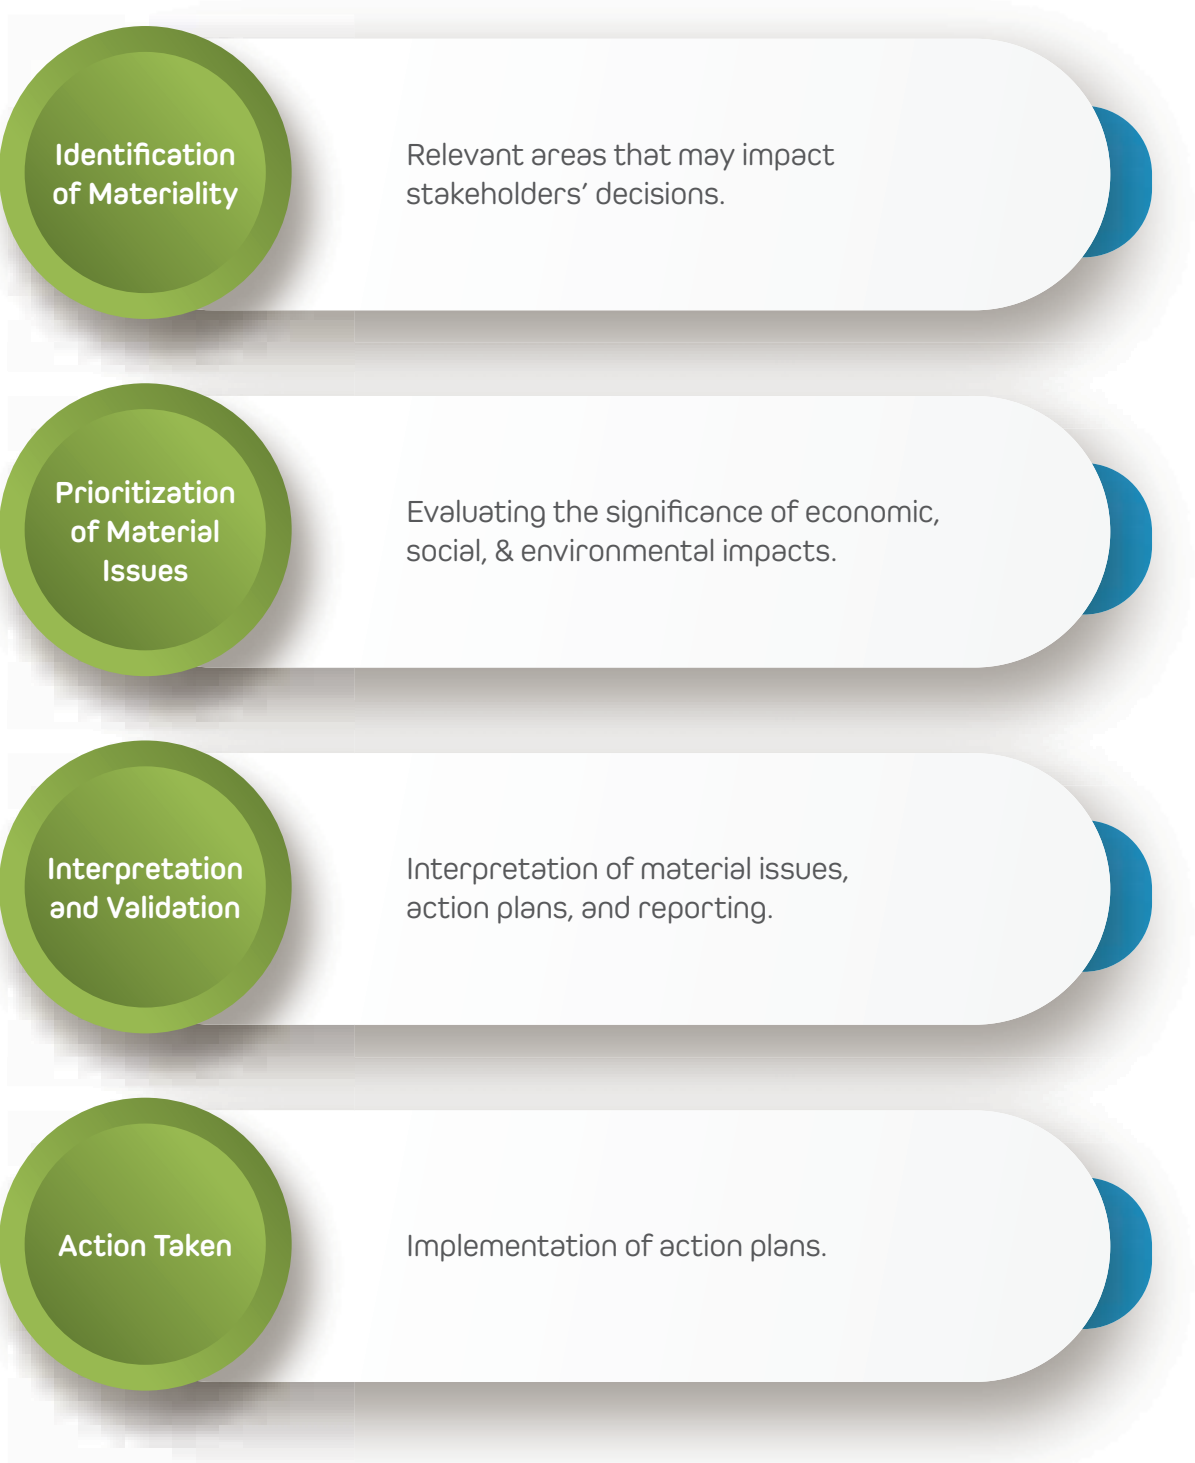 Identification
of Materiality
Relevant areas that may impact
stakeholders’ decisions.
Prioritization
of Material
Issues
Evaluating the significance of economic,
social, & environmental impacts.
Interpretation
and Validation
Interpretation of material issues,
action plans, and reporting.
Action Taken
Implementation of action plans.